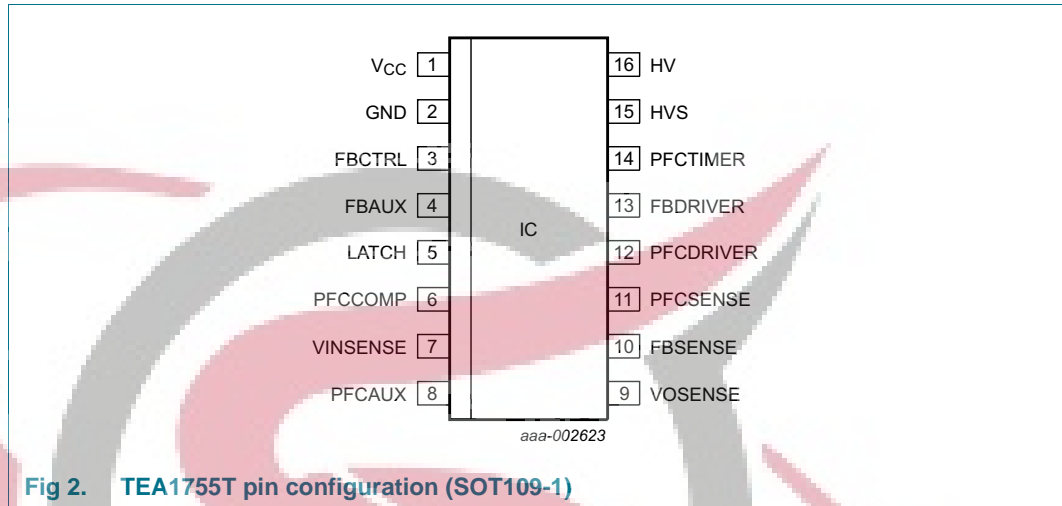 VCC 1 16 HV
GND 2 15 HVS
FBCTRL 3 14 PFCTIMER
FBAUX 4 13 FBDRIVER
IC
LATCH 5 12 PFCDRIVER
PFCCOMP 6 11 PFCSENSE
VINSENSE 7 10 FBSENSE
PFCAUX 8 9 VOSENSE
aaa-002623
Fig 2. TEA1755T pin configuration (SOT109-1)